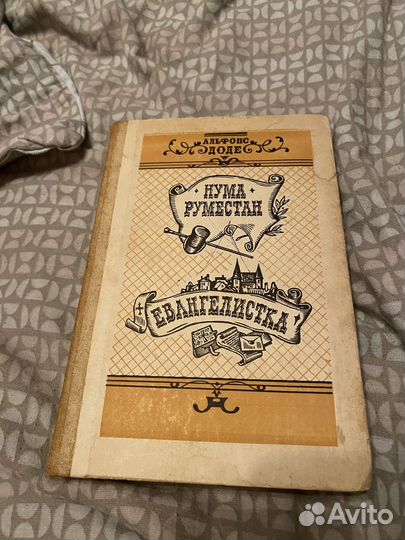 АЛЬФОНС
ДОДЕ
НУМА
РУМЕСТАН
ЕВАНГЕЛИСТКА
Avito